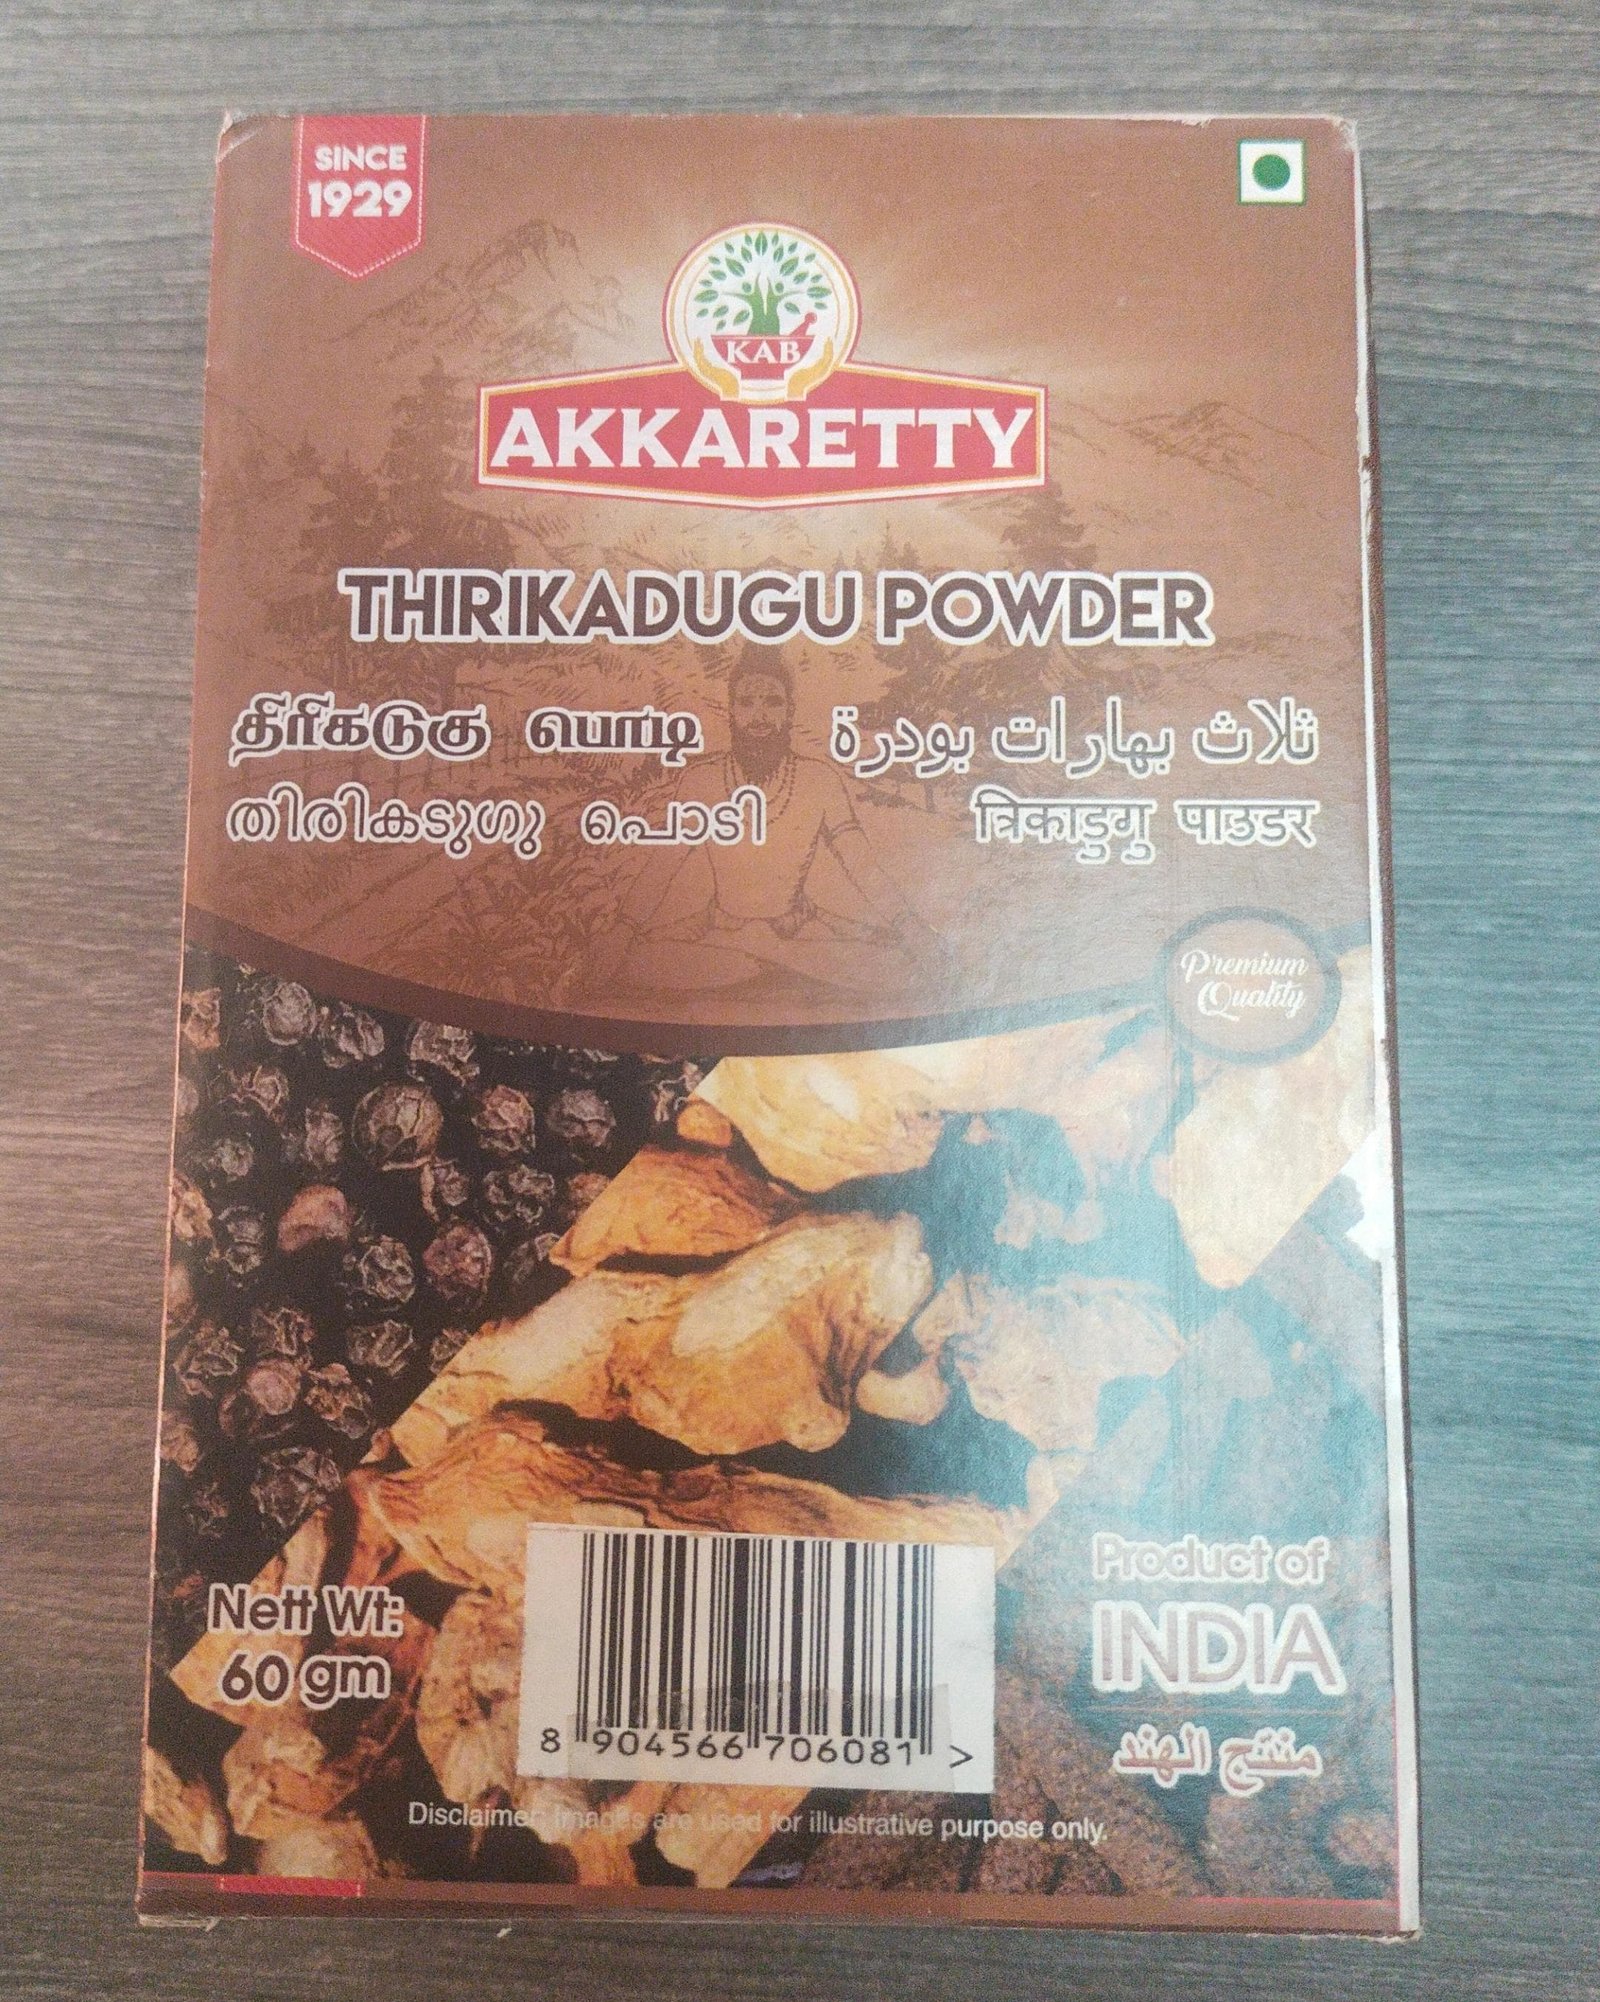 SINCE
1929
KAB
AKKARETTY
THIRIKADUGU POWDER
திரிகடுகு பொடி
ثلاث بهارات بودرة
തിരികടുഗു പൊടി
त्रिकाडुगु पाउडर
Premium
Quality
Nett Wt:
60 gm
Product of
INDIA
منتج الهند
8 904566 706081 >
Disclaimer: Images are used for illustrative purpose only.